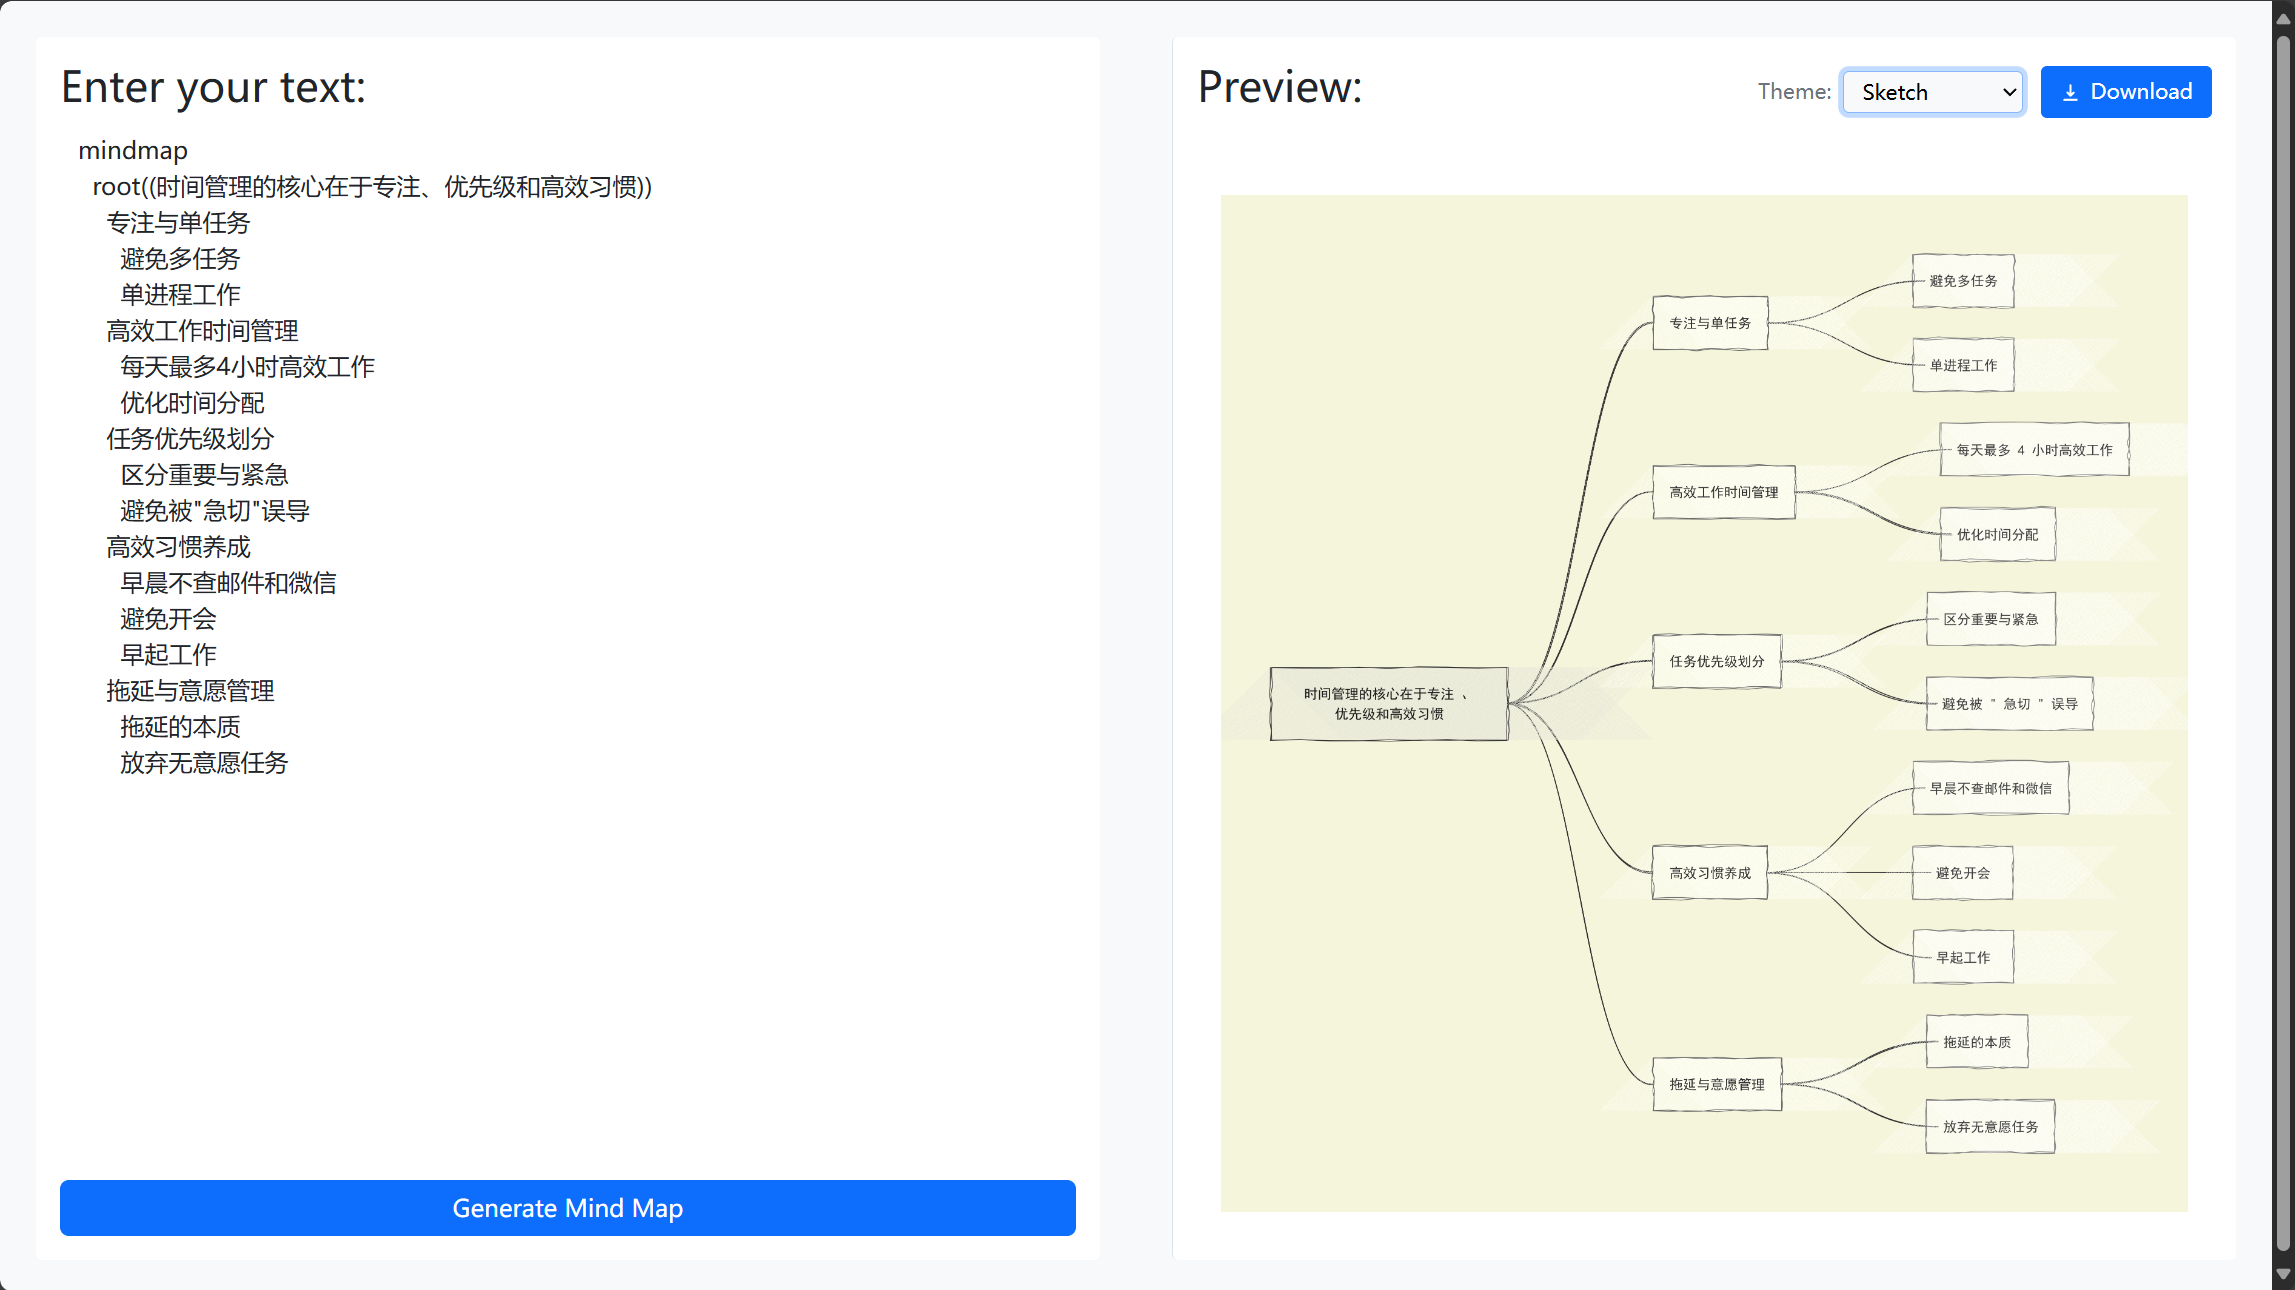 Enter your text:
mindmap
root((时间管理的核心在于专注、优先级和高效习惯))
专注与单任务
避免多任务
单进程工作
高效工作时间管理
每天最多4小时高效工作
优化时间分配
任务优先级划分
区分重要与紧急
避免被"急切"误导
高效习惯养成
早晨不查邮件和微信
避免开会
早起工作
拖延与意愿管理
拖延的本质
放弃无意愿任务
Generate Mind Map
Preview:
Theme:
Sketch
Download
时间管理的核心在于专注 、
优先级和高效习惯
专注与单任务
避免多任务
单进程工作
高效工作时间管理
每天最多 4 小时高效工作
优化时间分配
任务优先级划分
区分重要与紧急
避免被 " 急切 " 误导
高效习惯养成
早晨不查邮件和微信
避免开会
早起工作
拖延与意愿管理
拖延的本质
放弃无意愿任务